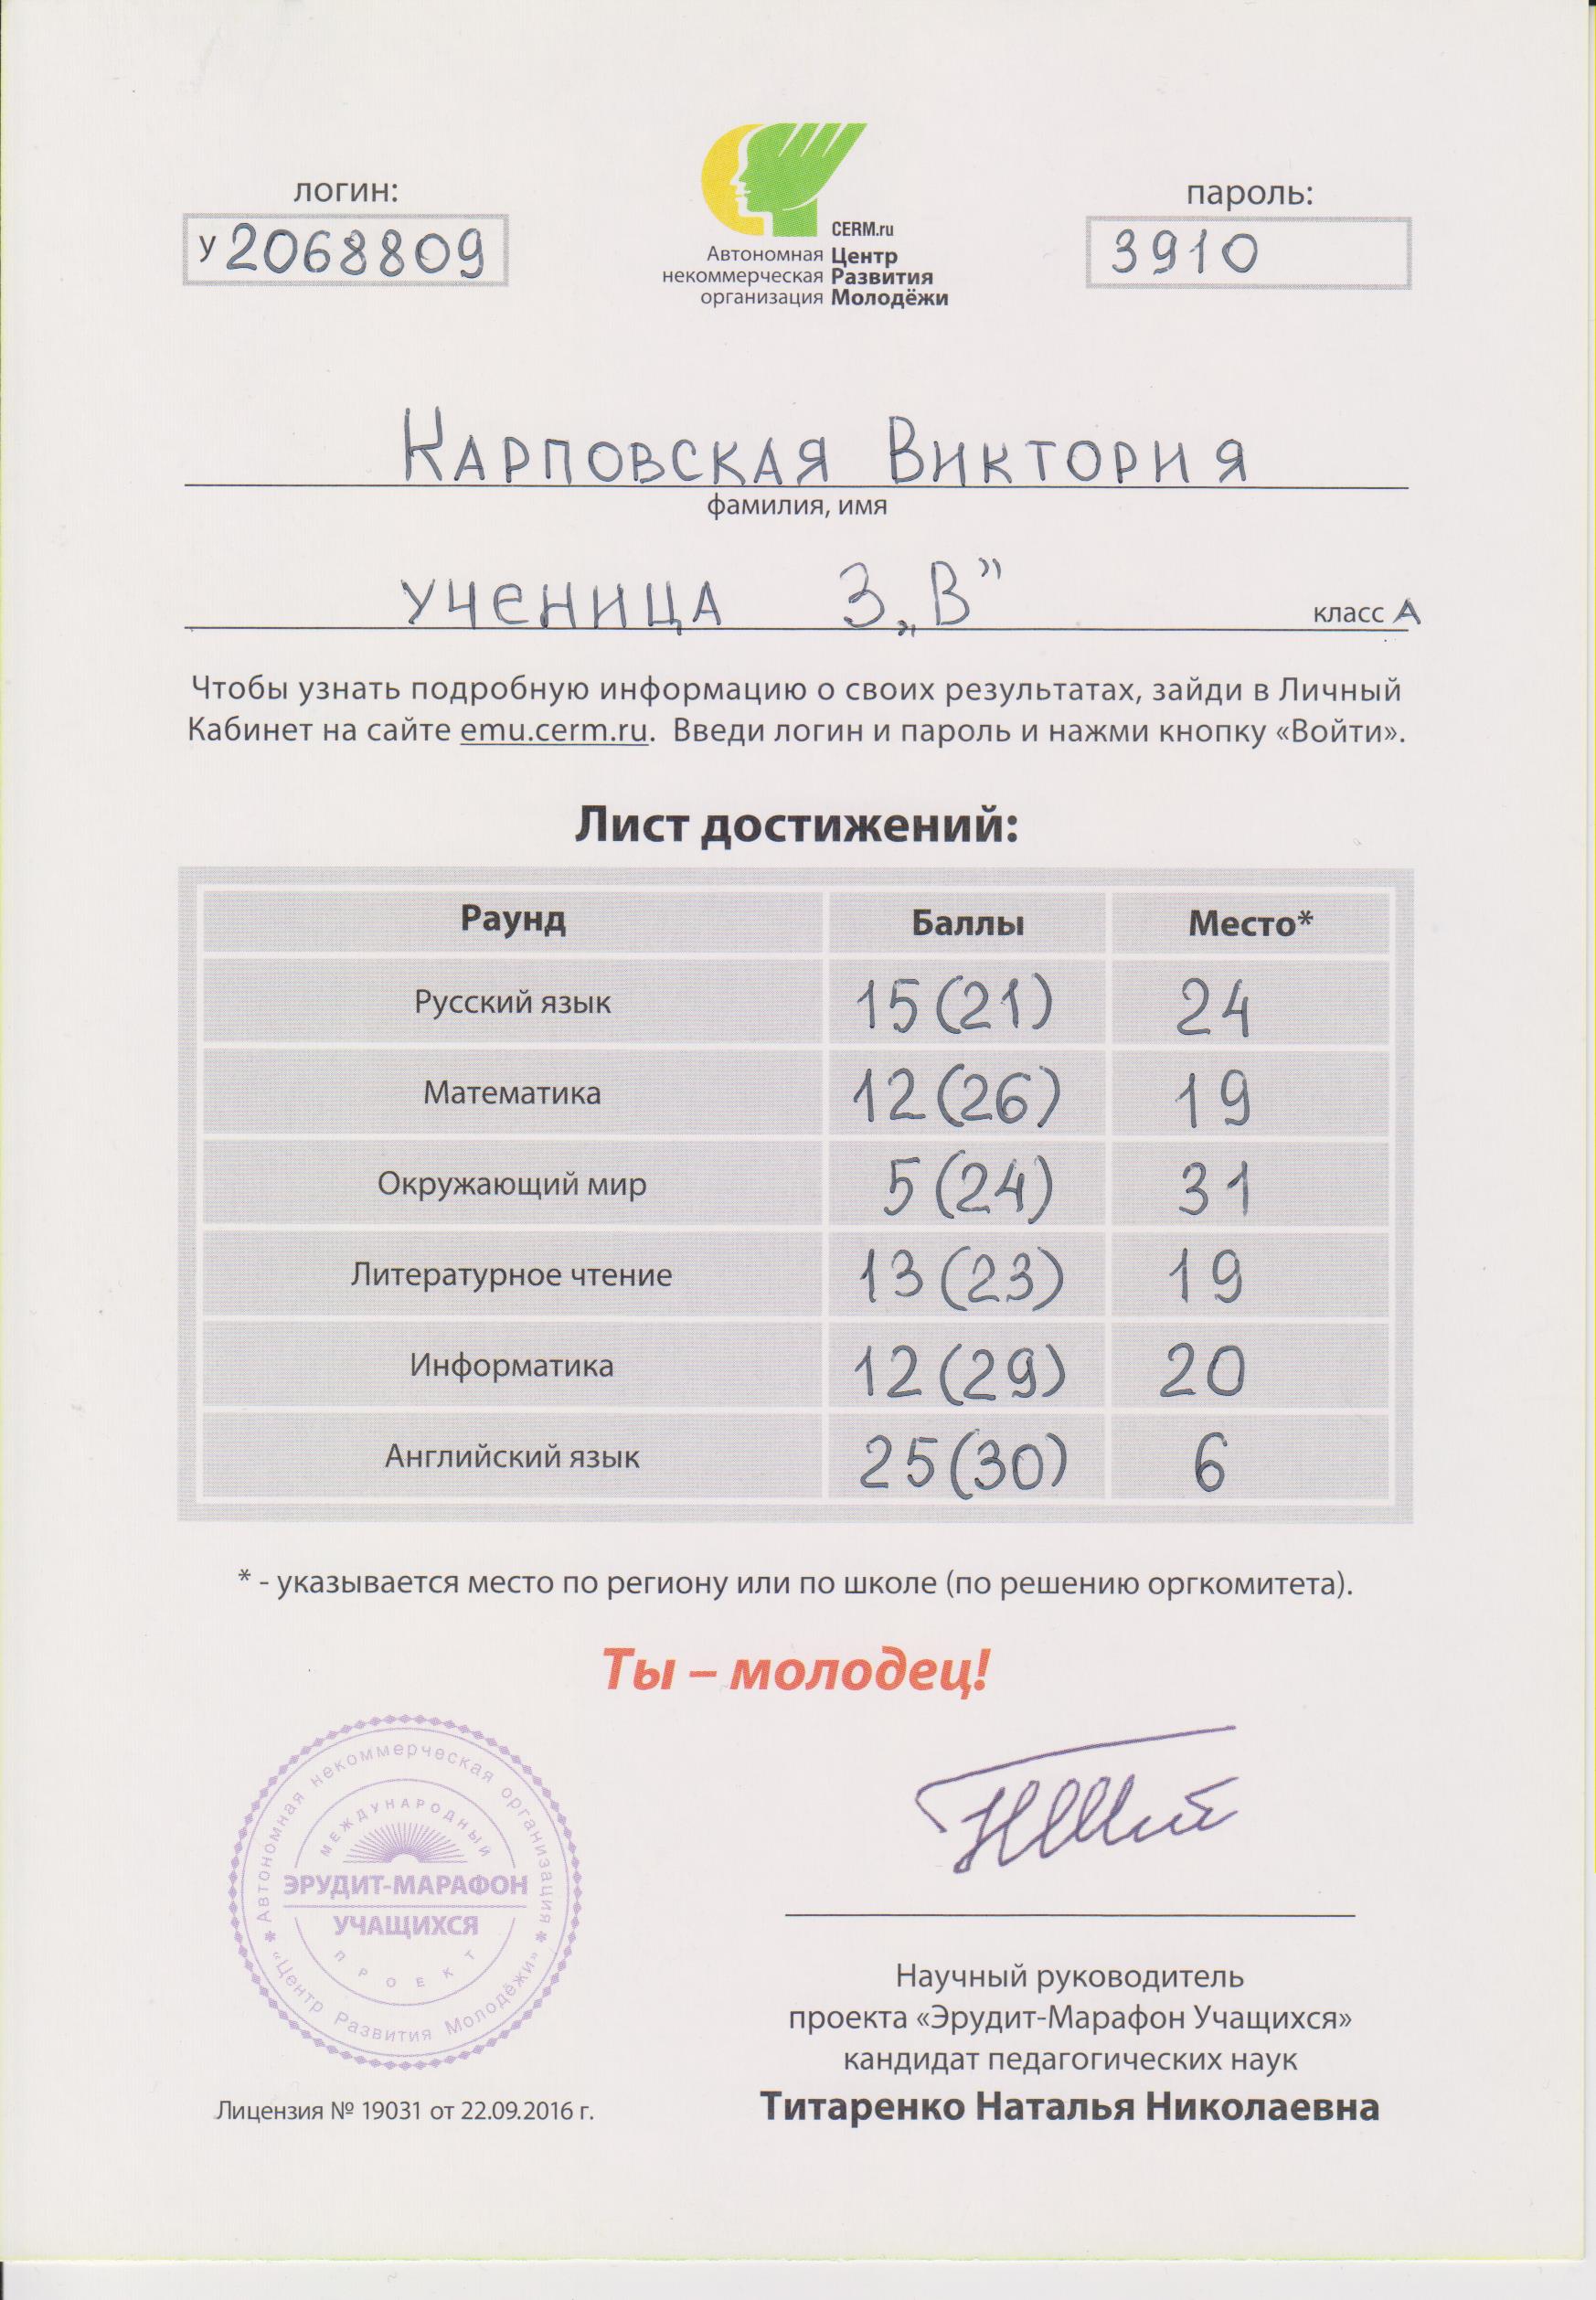 логин:
у 2068809
CERM.ru
Автономная Центр
некоммерческая Развития
организация Молодёжи
пароль:
3910
Карповская Виктория
фамилия, имя
ученица 3„В” класс А
Чтобы узнать подробную информацию о своих результатах, зайди в Личный
Кабинет на сайте emu.cerm.ru. Введи логин и пароль и нажми кнопку «Войти».
Лист достижений:
Раунд Баллы Место*
Русский язык 15(21) 24
Математика 12(26) 19
Окружающий мир 5(24) 31
Литературное чтение 13(23) 19
Информатика 12(29) 20
Английский язык 25(30) 6
* - указывается место по региону или по школе (по решению оргкомитета).
Ты – молодец!
Автономная некоммерческая организация
* «Центр Развития Молодёжи» *
МЕЖДУНАРОДНЫЙ
ЭРУДИТ-МАРАФОН
УЧАЩИХСЯ
ПРОЕКТ
Лицензия № 19031 от 22.09.2016 г.
Научный руководитель
проекта «Эрудит-Марафон Учащихся»
кандидат педагогических наук
Титаренко Наталья Николаевна